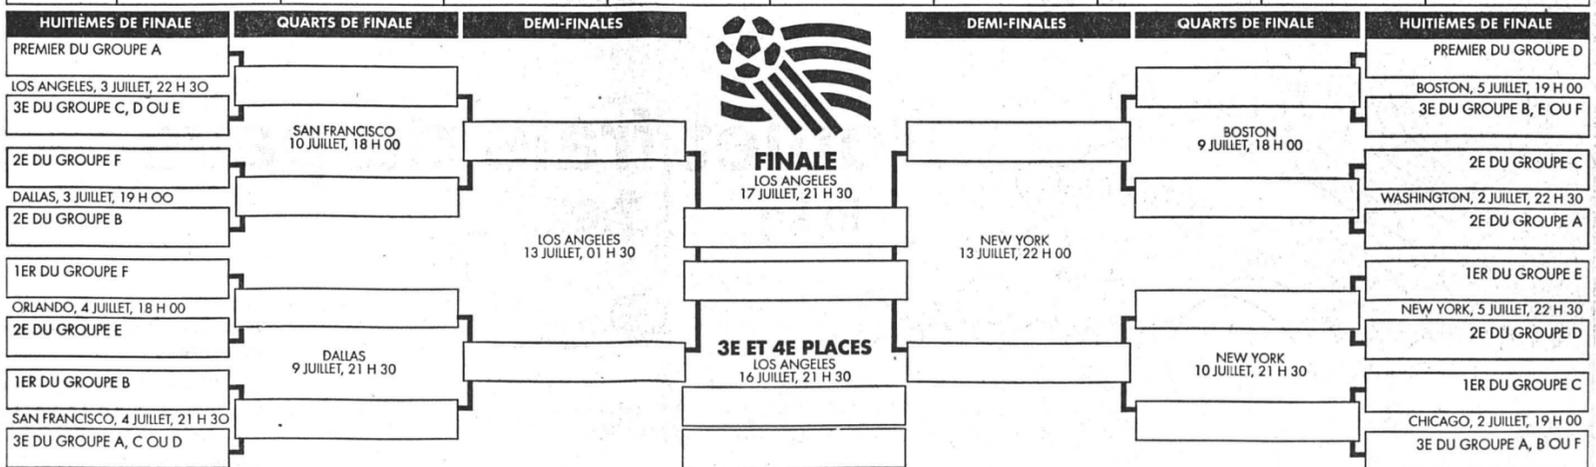 HUITIÈMES DE FINALE
QUARTS DE FINALE
DEMI-FINALES
PREMIER DU GROUPE A
LOS ANGELES, 3 JUILLET, 22 H 30
3E DU GROUPE C, D OU E
2E DU GROUPE F
DALLAS, 3 JUILLET, 19 H 00
2E DU GROUPE B
1ER DU GROUPE F
ORLANDO, 4 JUILLET, 18 H 00
2E DU GROUPE E
1ER DU GROUPE B
SAN FRANCISCO, 4 JUILLET, 21 H 30
3E DU GROUPE A, C OU D
SAN FRANCISCO
10 JUILLET, 18 H 00
DALLAS
9 JUILLET, 21 H 30
LOS ANGELES
13 JUILLET, 01 H 30
FINALE
LOS ANGELES
17 JUILLET, 21 H 30
3E ET 4E PLACES
LOS ANGELES
16 JUILLET, 21 H 30
DEMI-FINALES
QUARTS DE FINALE
HUITIÈMES DE FINALE
NEW YORK
13 JUILLET, 22 H 00
BOSTON
9 JUILLET, 18 H 00
NEW YORK
10 JUILLET, 21 H 30
PREMIER DU GROUPE D
BOSTON, 5 JUILLET, 19 H 00
3E DU GROUPE B, E OU F
2E DU GROUPE C
WASHINGTON, 2 JUILLET, 22 H 30
2E DU GROUPE A
1ER DU GROUPE E
NEW YORK, 5 JUILLET, 22 H 30
2E DU GROUPE D
1ER DU GROUPE C
CHICAGO, 2 JUILLET, 19 H 00
3E DU GROUPE A, B OU F